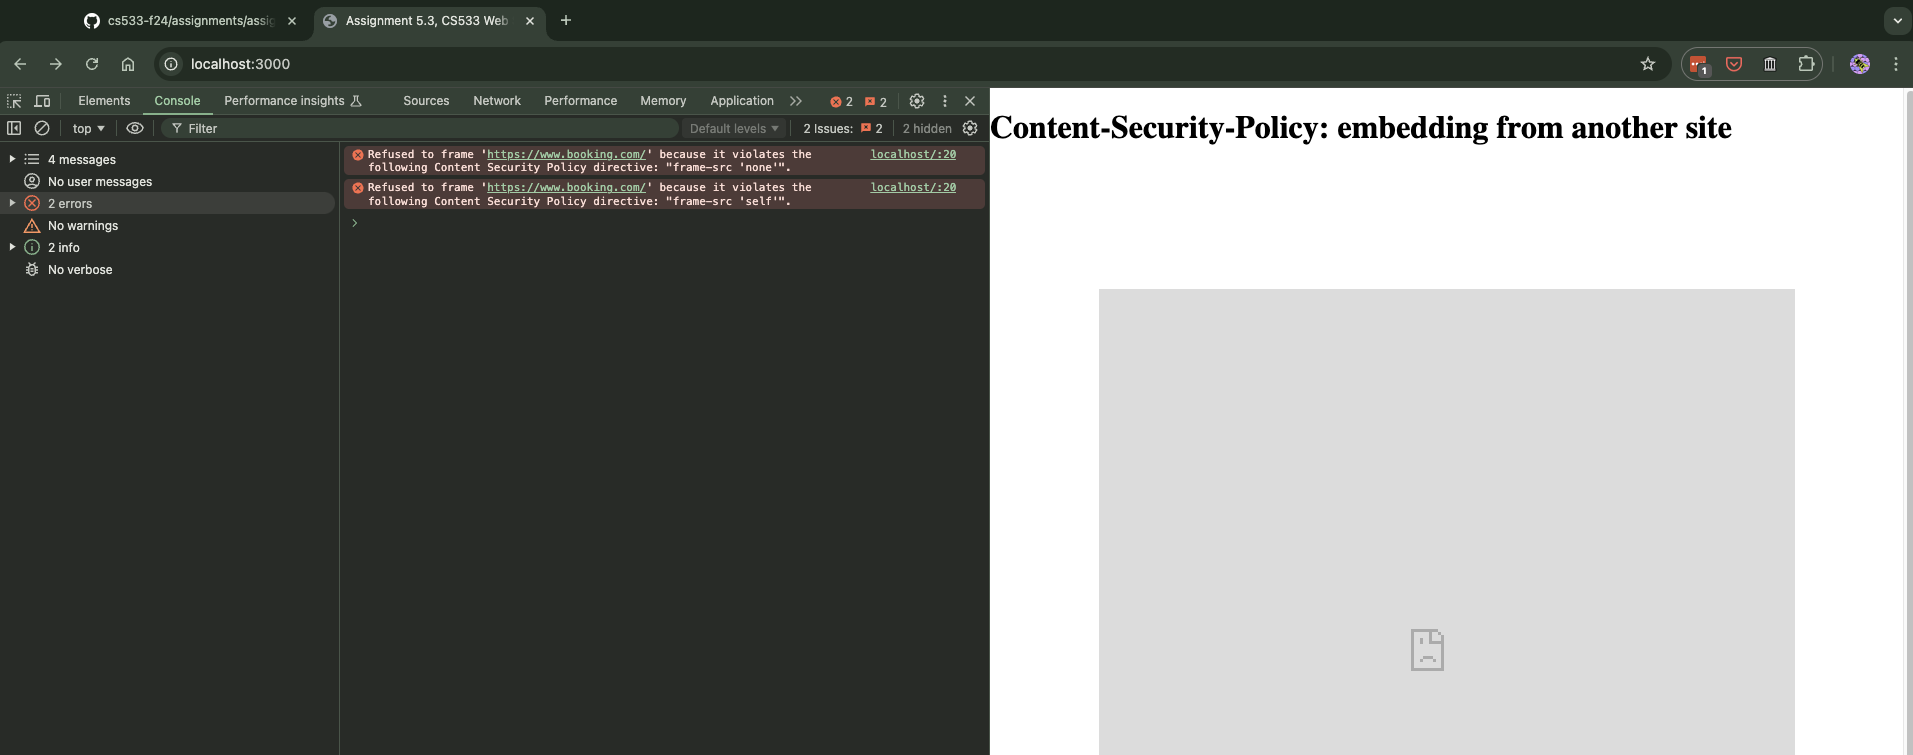 cs533-f24/assignments/assig
Assignment 5.3, CS533 Web
localhost:3000
1
Elements Console Performance insights Sources Network Performance Memory Application 2 2
top Filter Default levels 2 Issues: 2 2 hidden
4 messages
No user messages
2 errors
No warnings
2 info
No verbose
Refused to frame 'https://www.booking.com/' because it violates the localhost/:20
following Content Security Policy directive: "frame-src 'none'".
Refused to frame 'https://www.booking.com/' because it violates the localhost/:20
following Content Security Policy directive: "frame-src 'self'".
Content-Security-Policy: embedding from another site